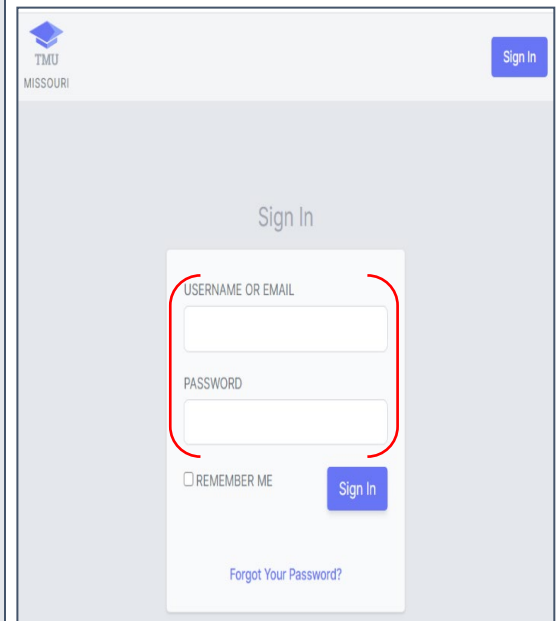 TMU
MISSOURI
Sign In
Sign In
USERNAME OR EMAIL
PASSWORD
REMEMBER ME
Sign In
Forgot Your Password?